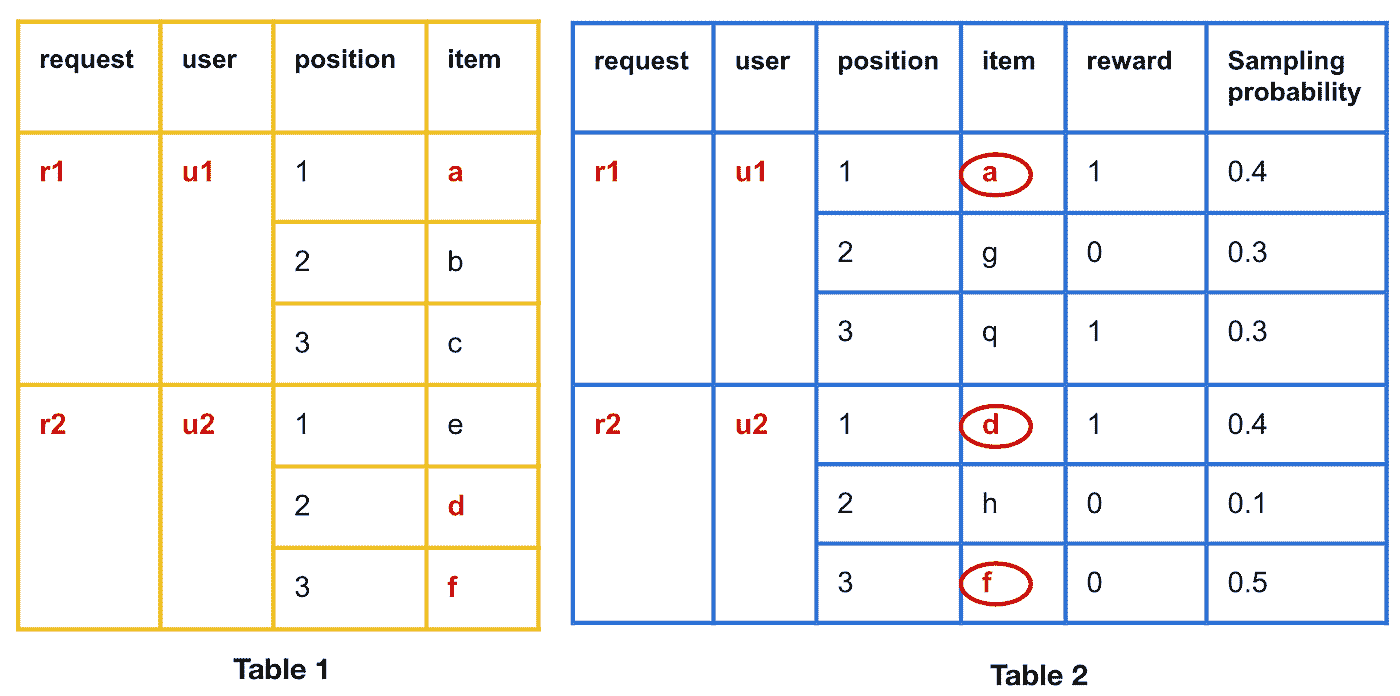 request user position item
r1 u1 1 a
2 b
3 c
r2 u2 1 e
2 d
3 f
Table 1
request user position item reward Sampling
probability
r1 u1 1 a 1 0.4
2 g 0 0.3
3 q 1 0.3
r2 u2 1 d 1 0.4
2 h 0 0.1
3 f 0 0.5
Table 2